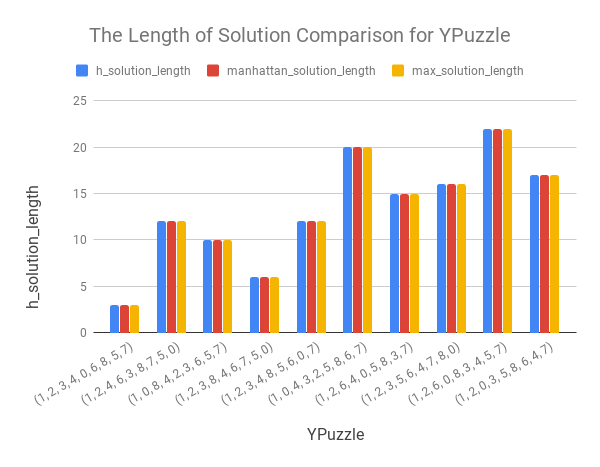 The Length of Solution Comparison for YPuzzle
h_solution_length
manhattan_solution_length
max_solution_length
25
20
15
10
5
0
h_solution_length
(1, 2, 3, 4, 0, 6, 8, 5, 7)
(1, 2, 4, 6, 3, 8, 7, 5, 0)
(1, 0, 8, 4, 2, 3, 6, 5, 7)
(1, 2, 3, 8, 4, 6, 7, 5, 0)
(1, 2, 3, 4, 8, 5, 6, 0, 7)
(1, 0, 4, 3, 2, 5, 8, 6, 7)
(1, 2, 6, 4, 0, 5, 8, 3, 7)
(1, 2, 3, 5, 6, 4, 7, 8, 0)
(1, 2, 6, 0, 8, 3, 4, 5, 7)
(1, 2, 0, 3, 5, 8, 6, 4, 7)
YPuzzle